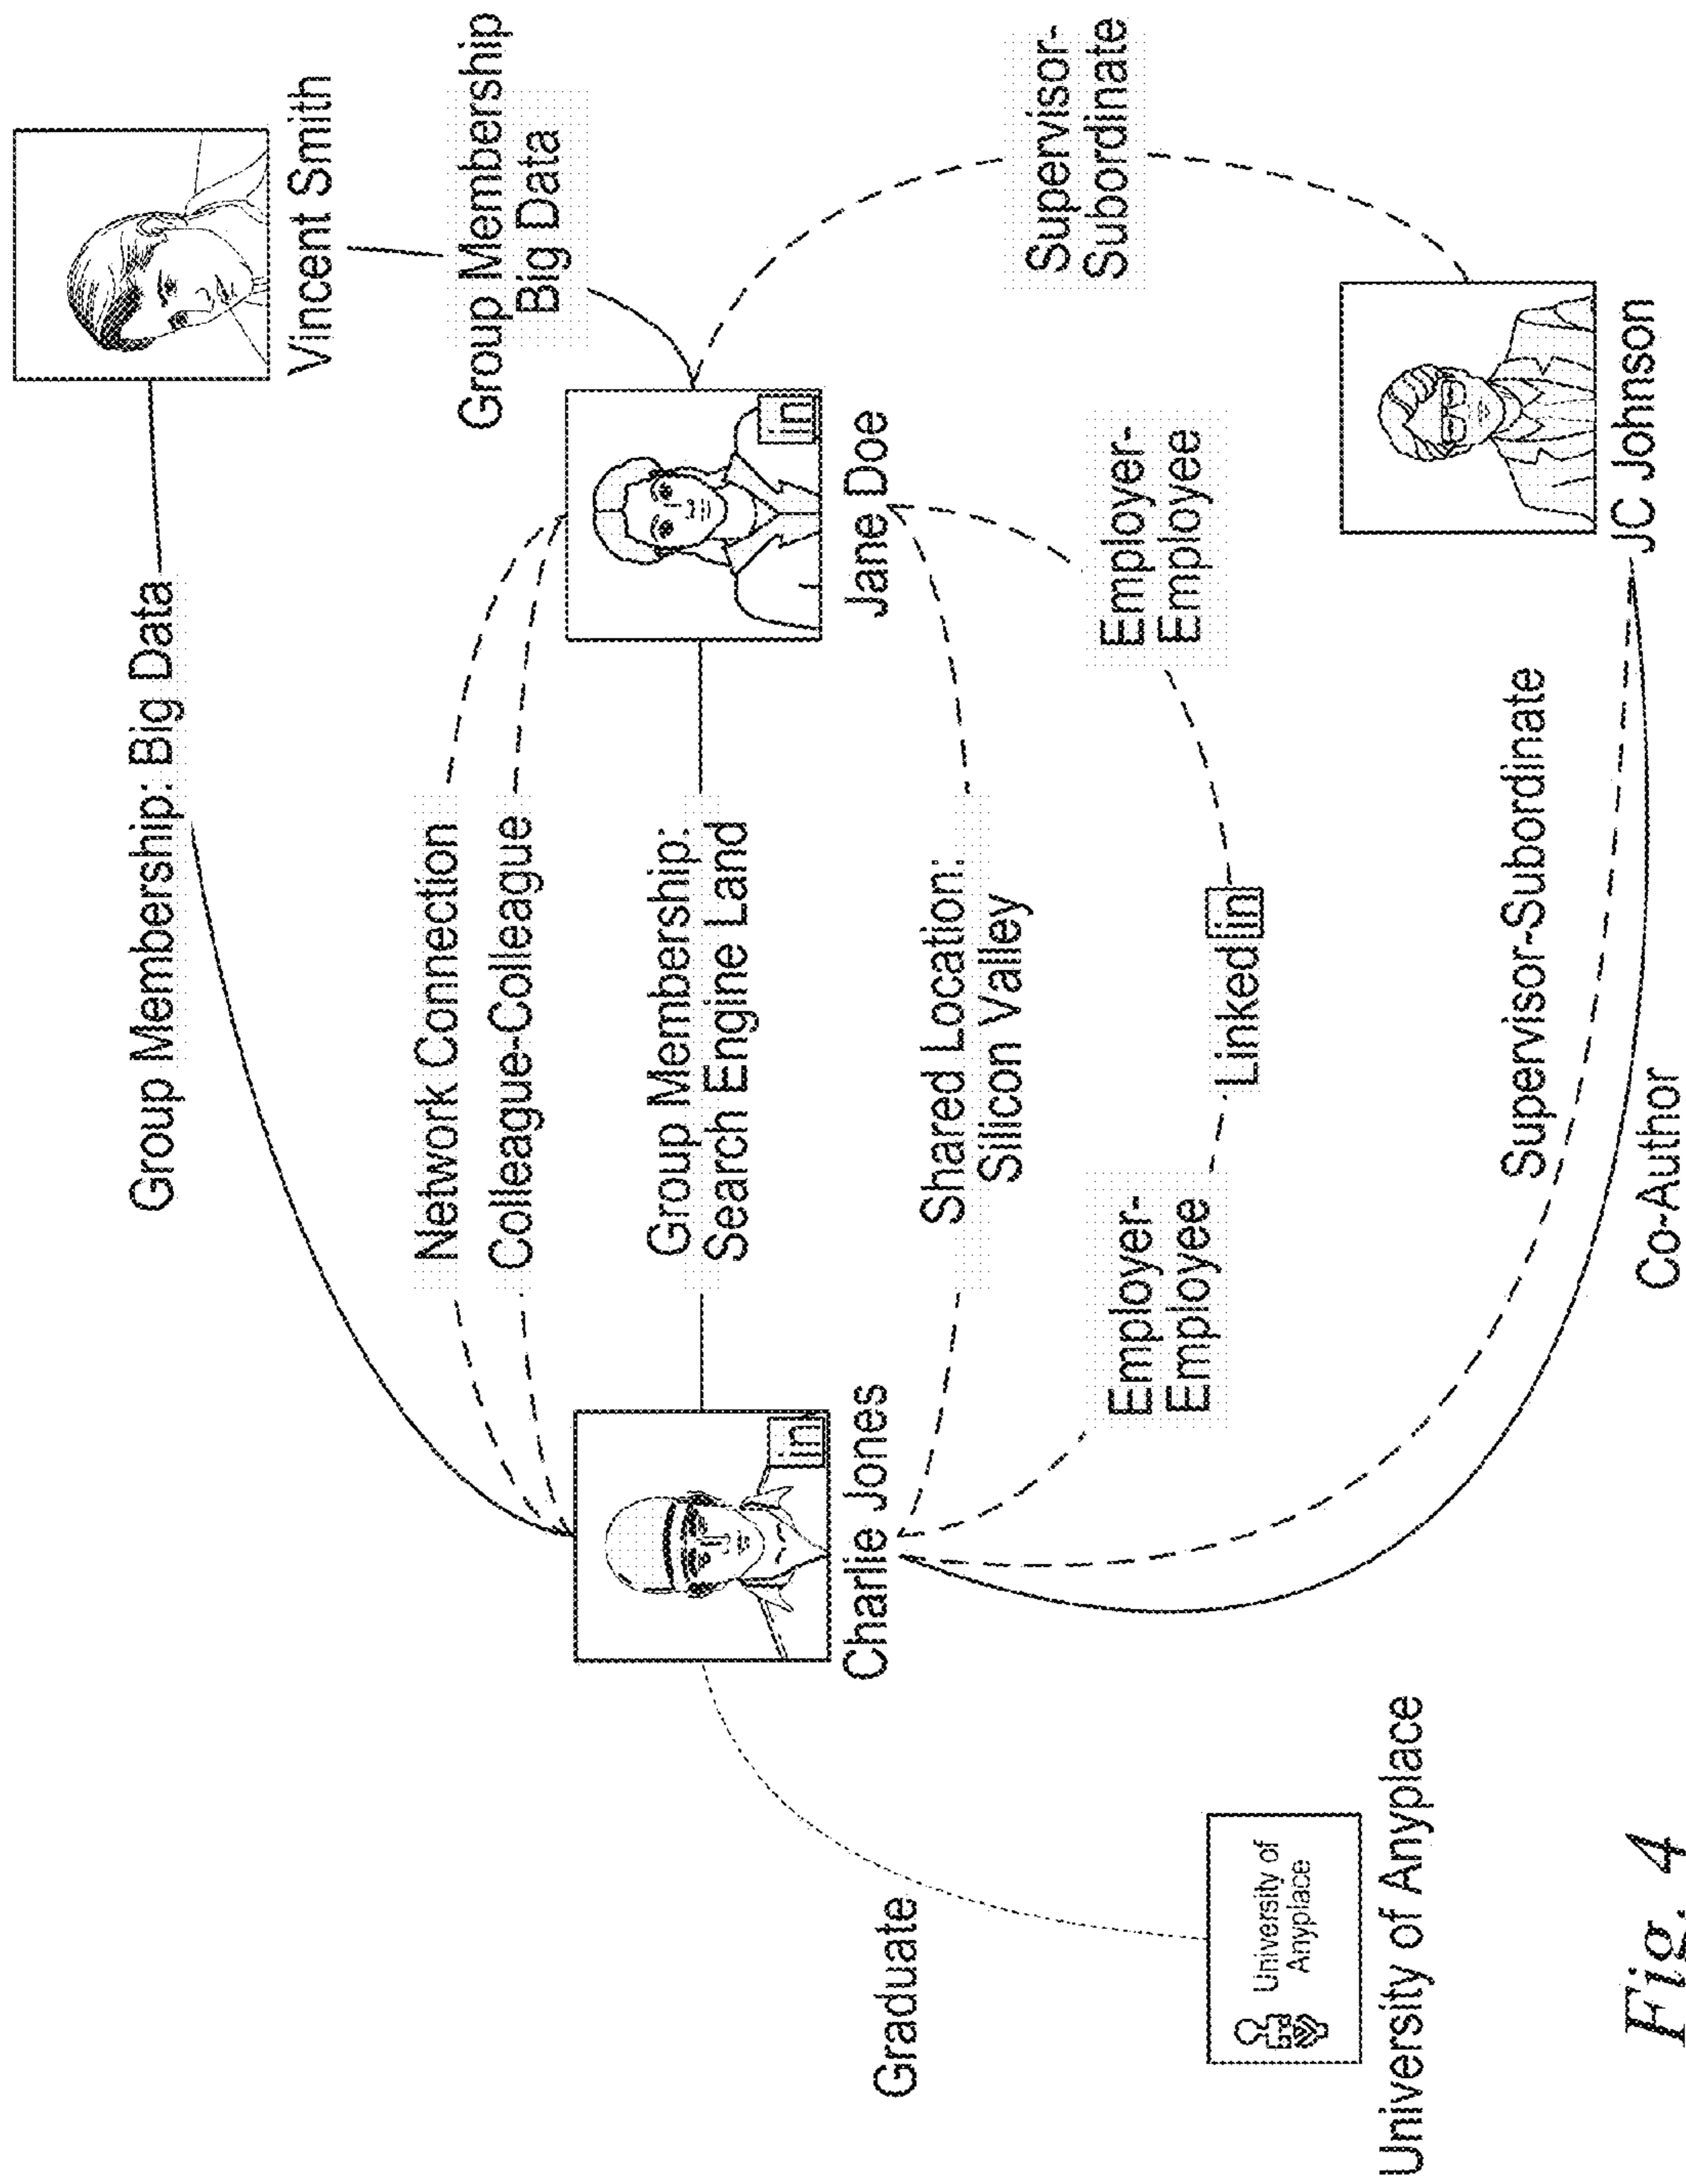 Vincent Smith
Group Membership: Big Data
Group Membership
Big Data
Network Connection
Colleague-Colleague
Group Membership:
Search Engine Land
in
Charlie Jones
in
Jane Doe
Shared Location:
Silicon Valley
Supervisor-
Subordinate
Graduate
Employer-
Employee
Employer-
Employee
Linked in
University of
Anyplace
University of Anyplace
Supervisor-Subordinate
JC Johnson
Co-Author
Fig. 4